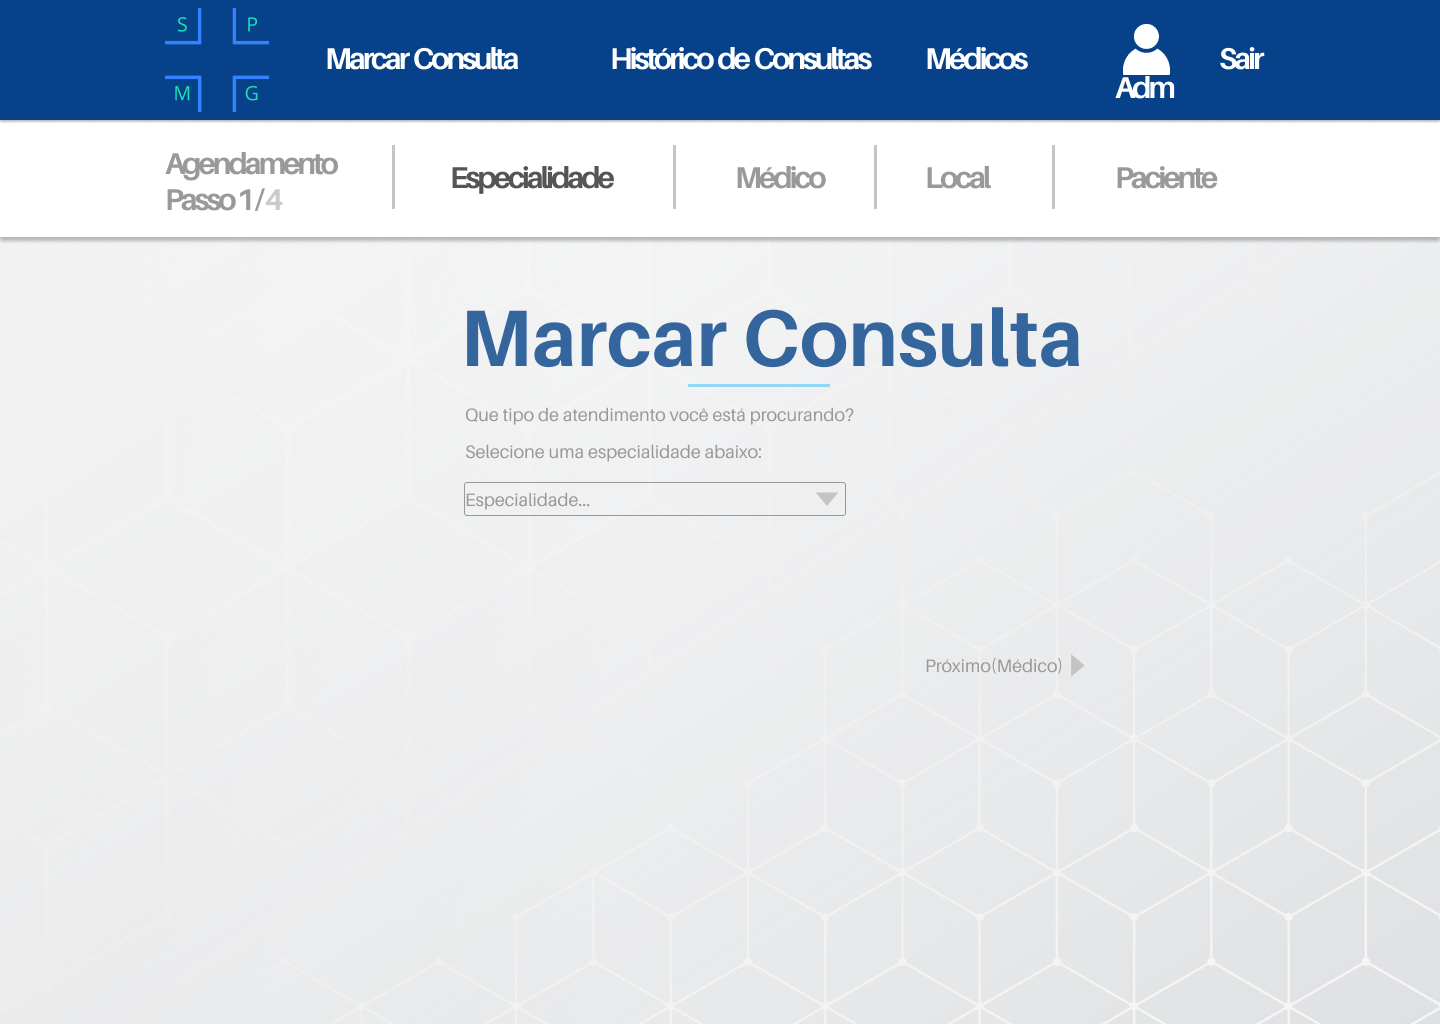 S P
M G
Marcar Consulta
Histórico de Consultas
Médicos
Adm
Sair
Agendamento
Passo 1/4
Especialidade
Médico
Local
Paciente
Marcar Consulta
Que tipo de atendimento você está procurando?
Selecione uma especialidade abaixo:
Especialidade...
Próximo(Médico)